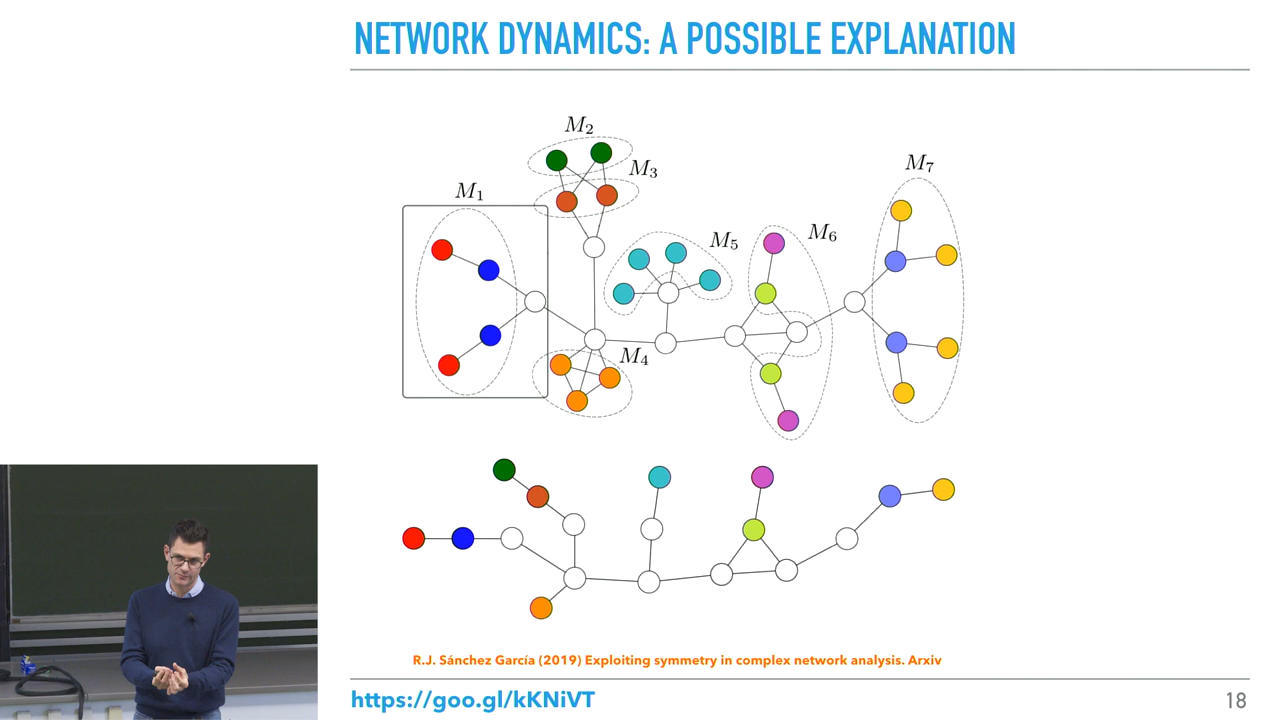 NETWORK DYNAMICS: A POSSIBLE EXPLANATION
M2
M3
M7
M1
M5
M6
M4
R.J. Sánchez García (2019) Exploiting symmetry in complex network analysis. Arxiv
https://goo.gl/kKNiVT
18